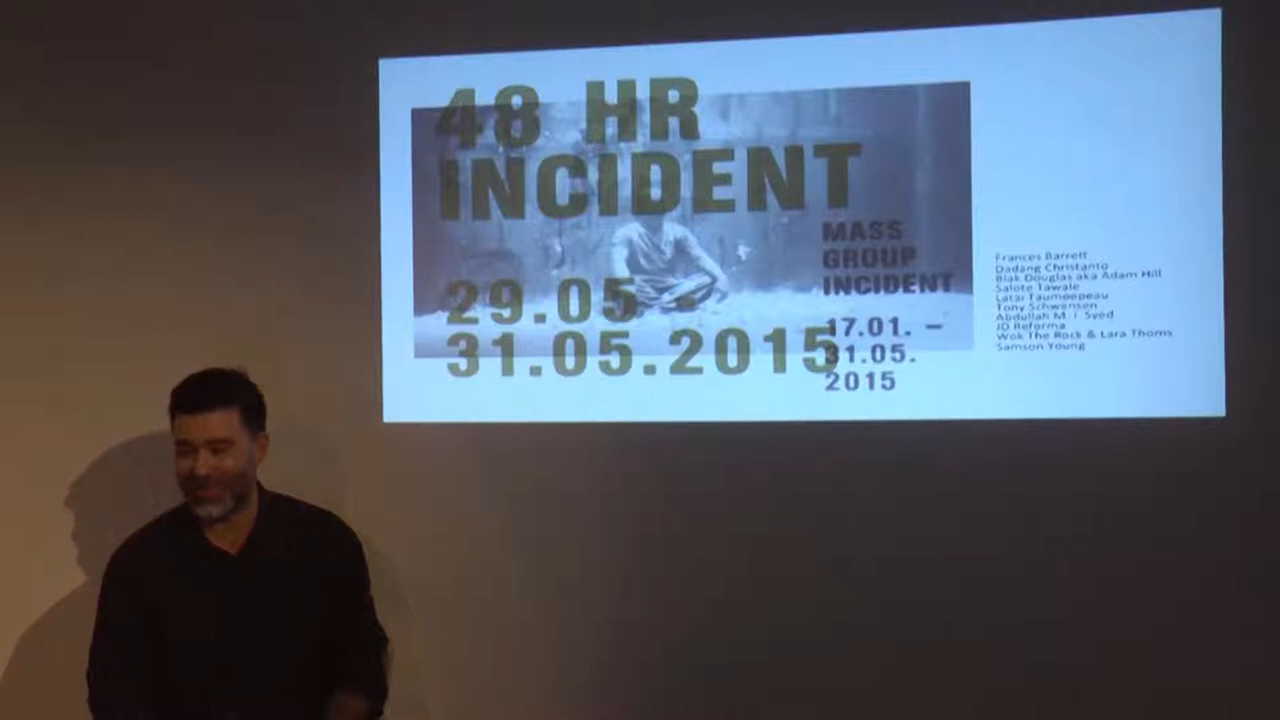 48 HR
INCIDENT
29.05
31.05.2015
MASS
GROUP
INCIDENT
17.01. –
31.05.
2015
Frances Barrett
Dadang Christanto
Blak Douglas aka Adam Hill
Salote Tawale
Latai Taumoepeau
Tony Schwensen
Abdullah M. I. Syed
JD Reforma
Wok The Rock & Lara Thoms
Samson Young